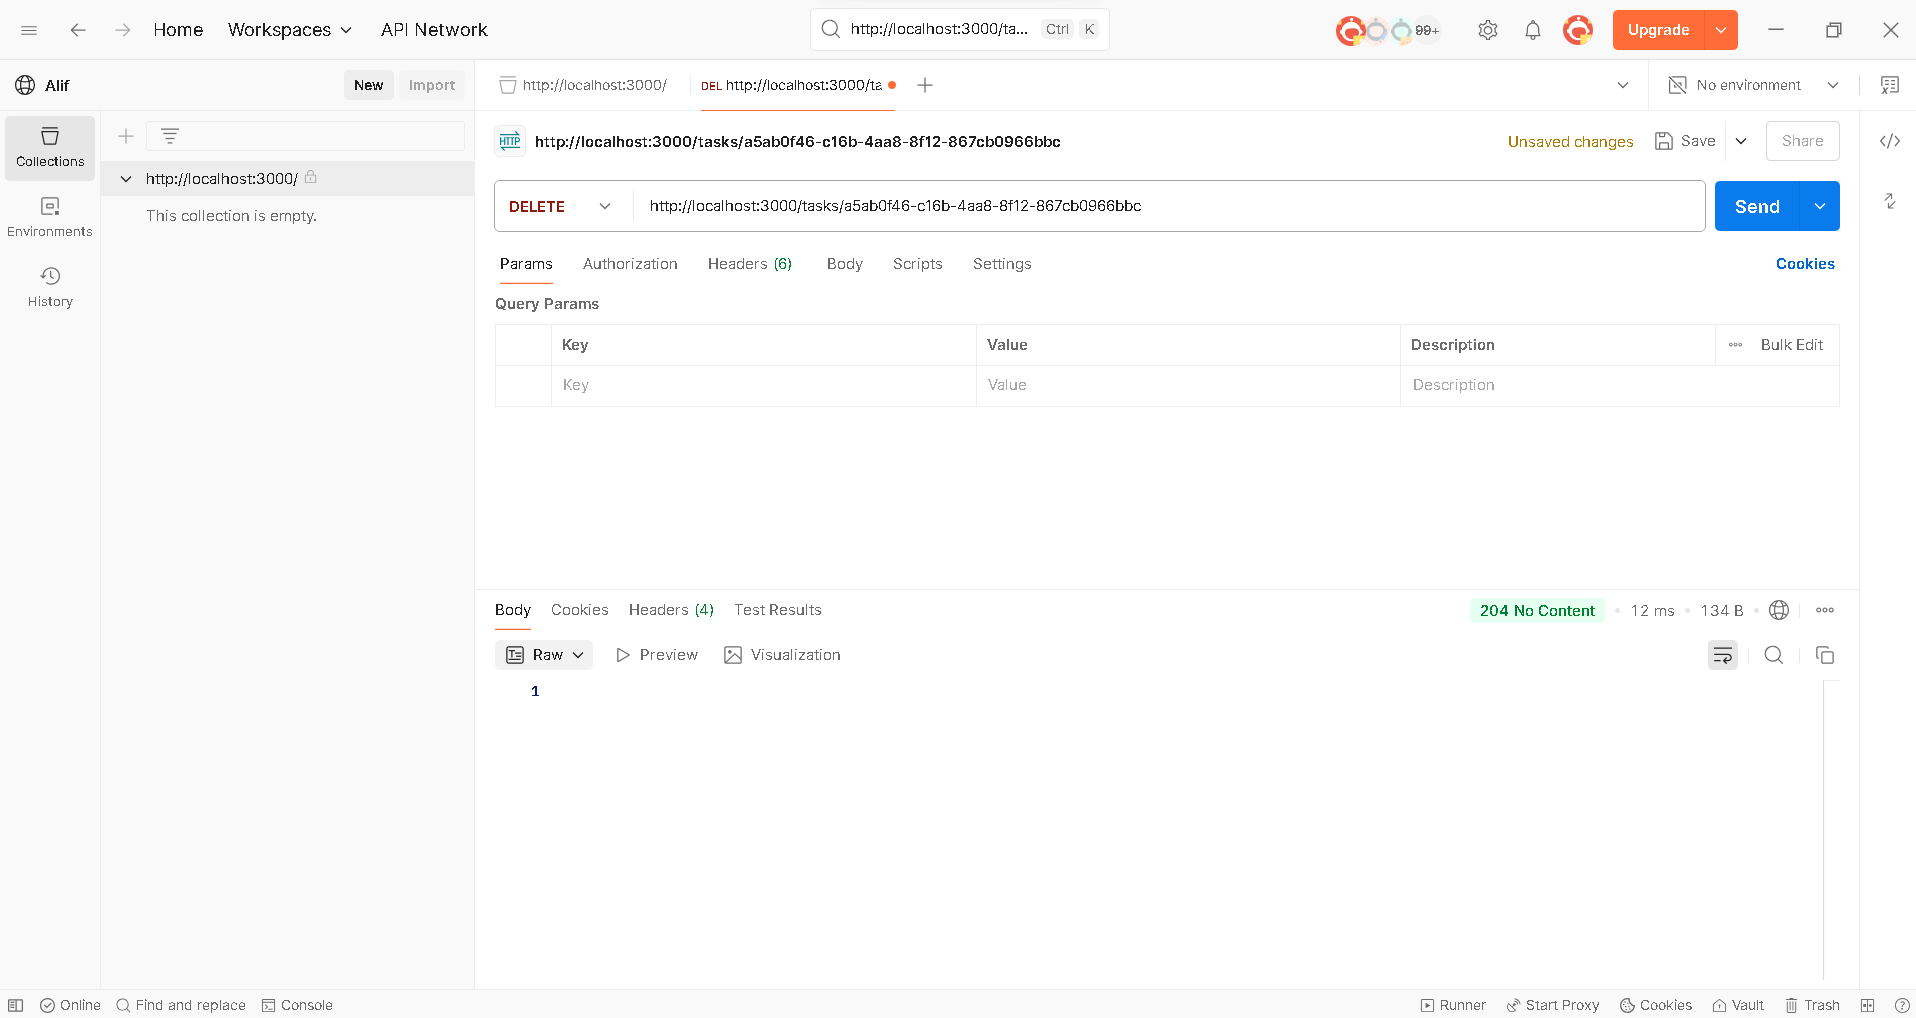 Home Workspaces API Network http://localhost:3000/ta... Ctrl K 99+ Upgrade
Alif New Import http://localhost:3000/ DEL http://localhost:3000/ta No environment
Collections
HTTP http://localhost:3000/tasks/a5ab0f46-c16b-4aa8-8f12-867cb0966bbc Unsaved changes Save Share
http://localhost:3000/
This collection is empty.
DELETE http://localhost:3000/tasks/a5ab0f46-c16b-4aa8-8f12-867cb0966bbc Send
Environments
Params Authorization Headers (6) Body Scripts Settings Cookies
History
Query Params
Key Value Description Bulk Edit
Key Value Description
Body Cookies Headers (4) Test Results 204 No Content 12 ms 134 B
Raw Preview Visualization
1
Online Find and replace Console Runner Start Proxy Cookies Vault Trash